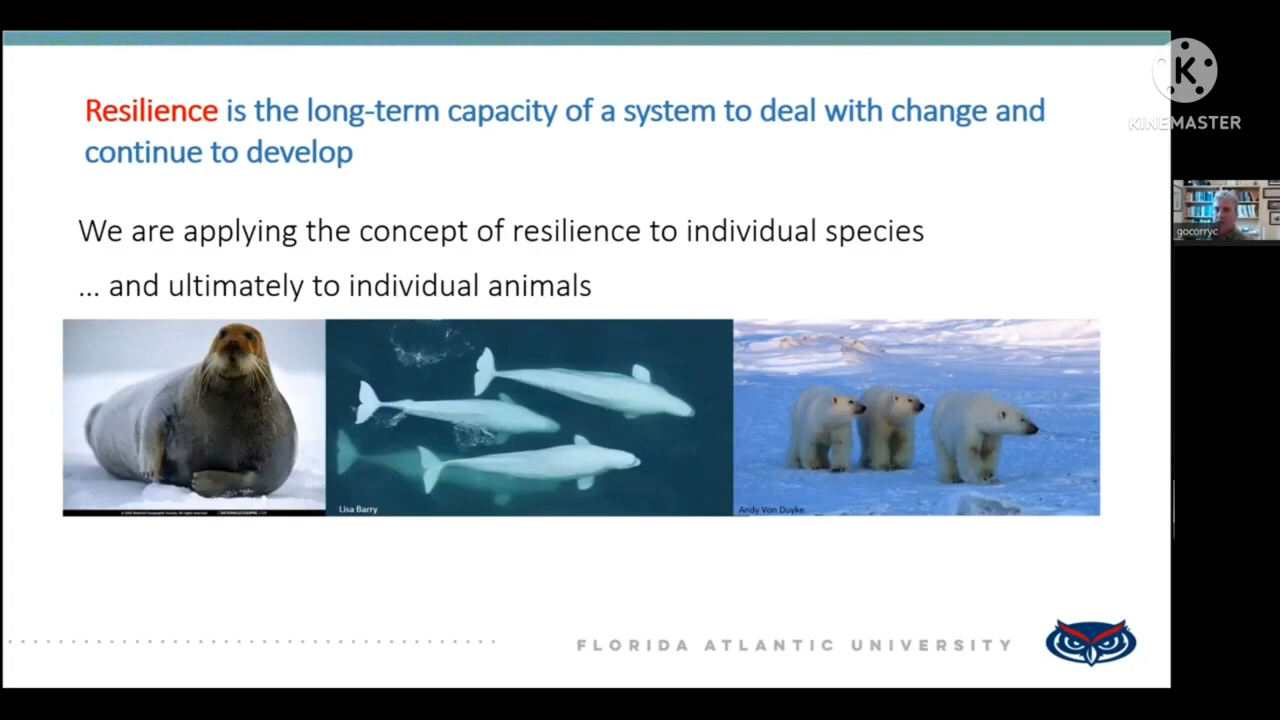 Resilience is the long-term capacity of a system to deal with change and
continue to develop
KINEMASTER
We are applying the concept of resilience to individual species
... and ultimately to individual animals
gocorryc
Lisa Barry
Andy Von Duyke
FLORIDA ATLANTIC UNIVERSITY